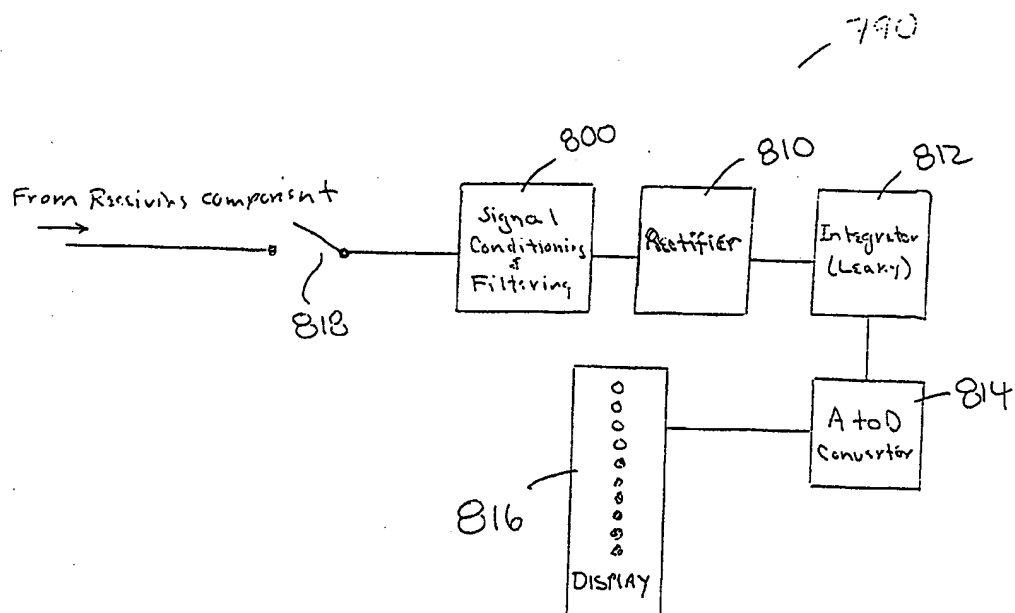 790
800
810
812
From Receiving component
Signal
Conditioning
&
Filtering
Rectifier
Integrator
(Leaky)
818
814
A to D
Converter
816
DISPLAY